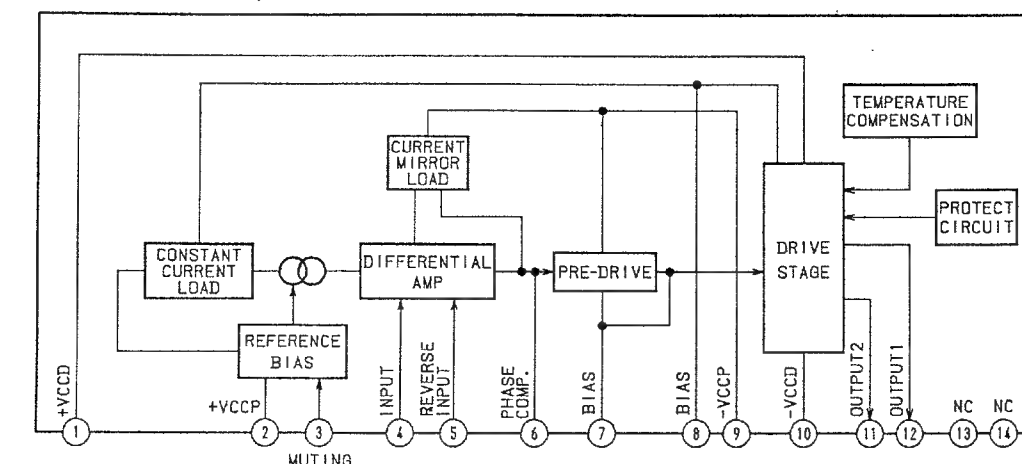 TEMPERATURE
COMPENSATION
CURRENT
MIRROR
LOAD
PROTECT
CIRCUIT
CONSTANT
CURRENT
LOAD
DIFFERENTIAL
AMP
PRE-DRIVE
DRIVE
STAGE
REFERENCE
BIAS
+VCCD
+VCCP
INPUT
REVERSE
INPUT
PHASE
COMP.
BIAS
BIAS
-VCCP
-VCCD
OUTPUT2
OUTPUT1
NC
NC
1
2
3
4
5
6
7
8
9
10
11
12
13
14
MUTING